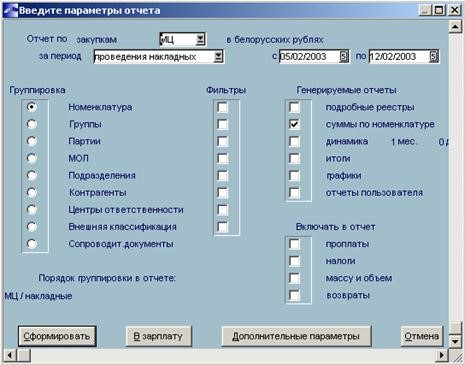 Введите параметры отчета
Отчет по закупкам МЦ в белорусских рублях
за период проведения накладных с 05/02/2003 по 12/02/2003
Группировка Фильтры Генерируемые отчеты
Номенклатура подробные реестры
Группы суммы по номенклатуре
Партии динамика 1 мес. 0 д
МОЛ итоги
Подразделения графики
Контрагенты отчеты пользователя
Центры ответственности
Внешняя классификация Включать в отчет
Сопроводит.документы проплаты
налоги
Порядок группировки в отчете: массу и объем
МЦ / накладные возвраты
Сформировать В зарплату Дополнительные параметры Отмена